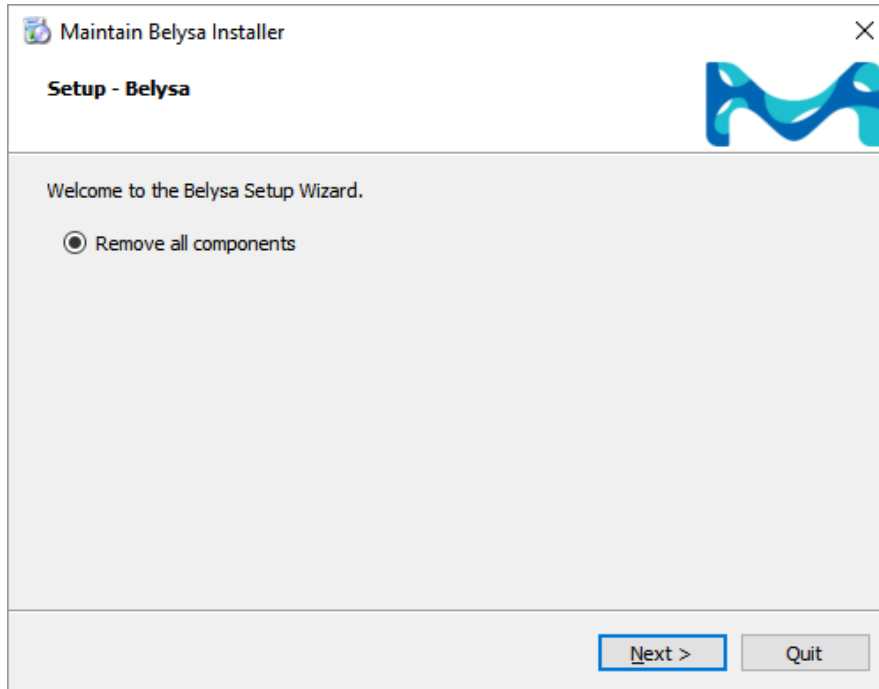 Maintain Belysa Installer
Setup - Belysa
Welcome to the Belysa Setup Wizard.
Remove all components
Next >
Quit